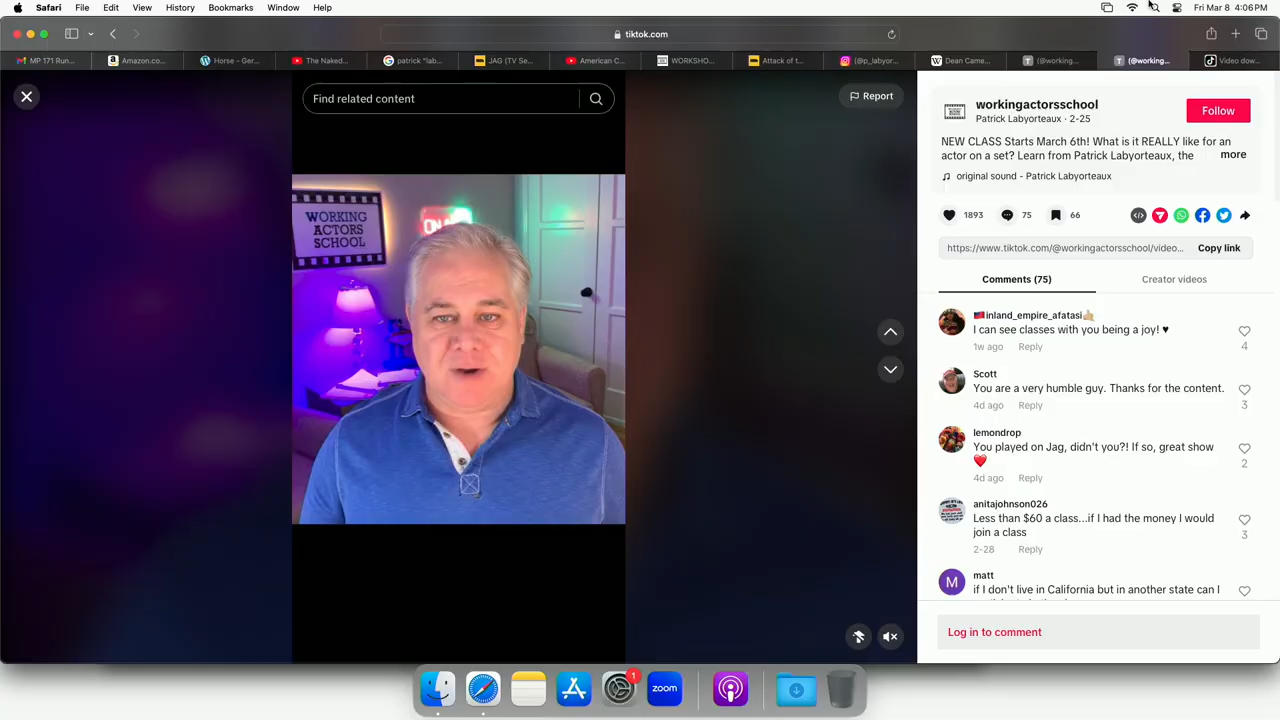 Safari File Edit View History Bookmarks Window Help Fri Mar 8 4:06 PM
tiktok.com
MP 171 Run... Amazon.co... Horse - Ger... The Naked... patrick "lab... JAG (TV Se... American C... WORKSHO... Attack of t... (@p_labyor... Dean Came... (@working... (@working... Video dow...
Find related content
Report
WORKING
ACTORS
SCHOOL
workingactorsschool
Patrick Labyorteaux · 2-25
Follow
NEW CLASS Starts March 6th! What is it REALLY like for an
actor on a set? Learn from Patrick Labyorteaux, the more
original sound - Patrick Labyorteaux
1893 75 66
https://www.tiktok.com/@workingactorsschool/video... Copy link
Comments (75) Creator videos
🇭🇹inland_empire_afatasi🤙🏼
I can see classes with you being a joy! ♥
1w ago Reply 4
Scott
You are a very humble guy. Thanks for the content.
4d ago Reply 3
lemondrop
You played on Jag, didn't you?! If so, great show
❤️ 2
4d ago Reply
anitajohnson026
Less than $60 a class...if I had the money I would
join a class 3
2-28 Reply
M matt
if I don't live in California but in another state can I
Log in to comment
1
zoom